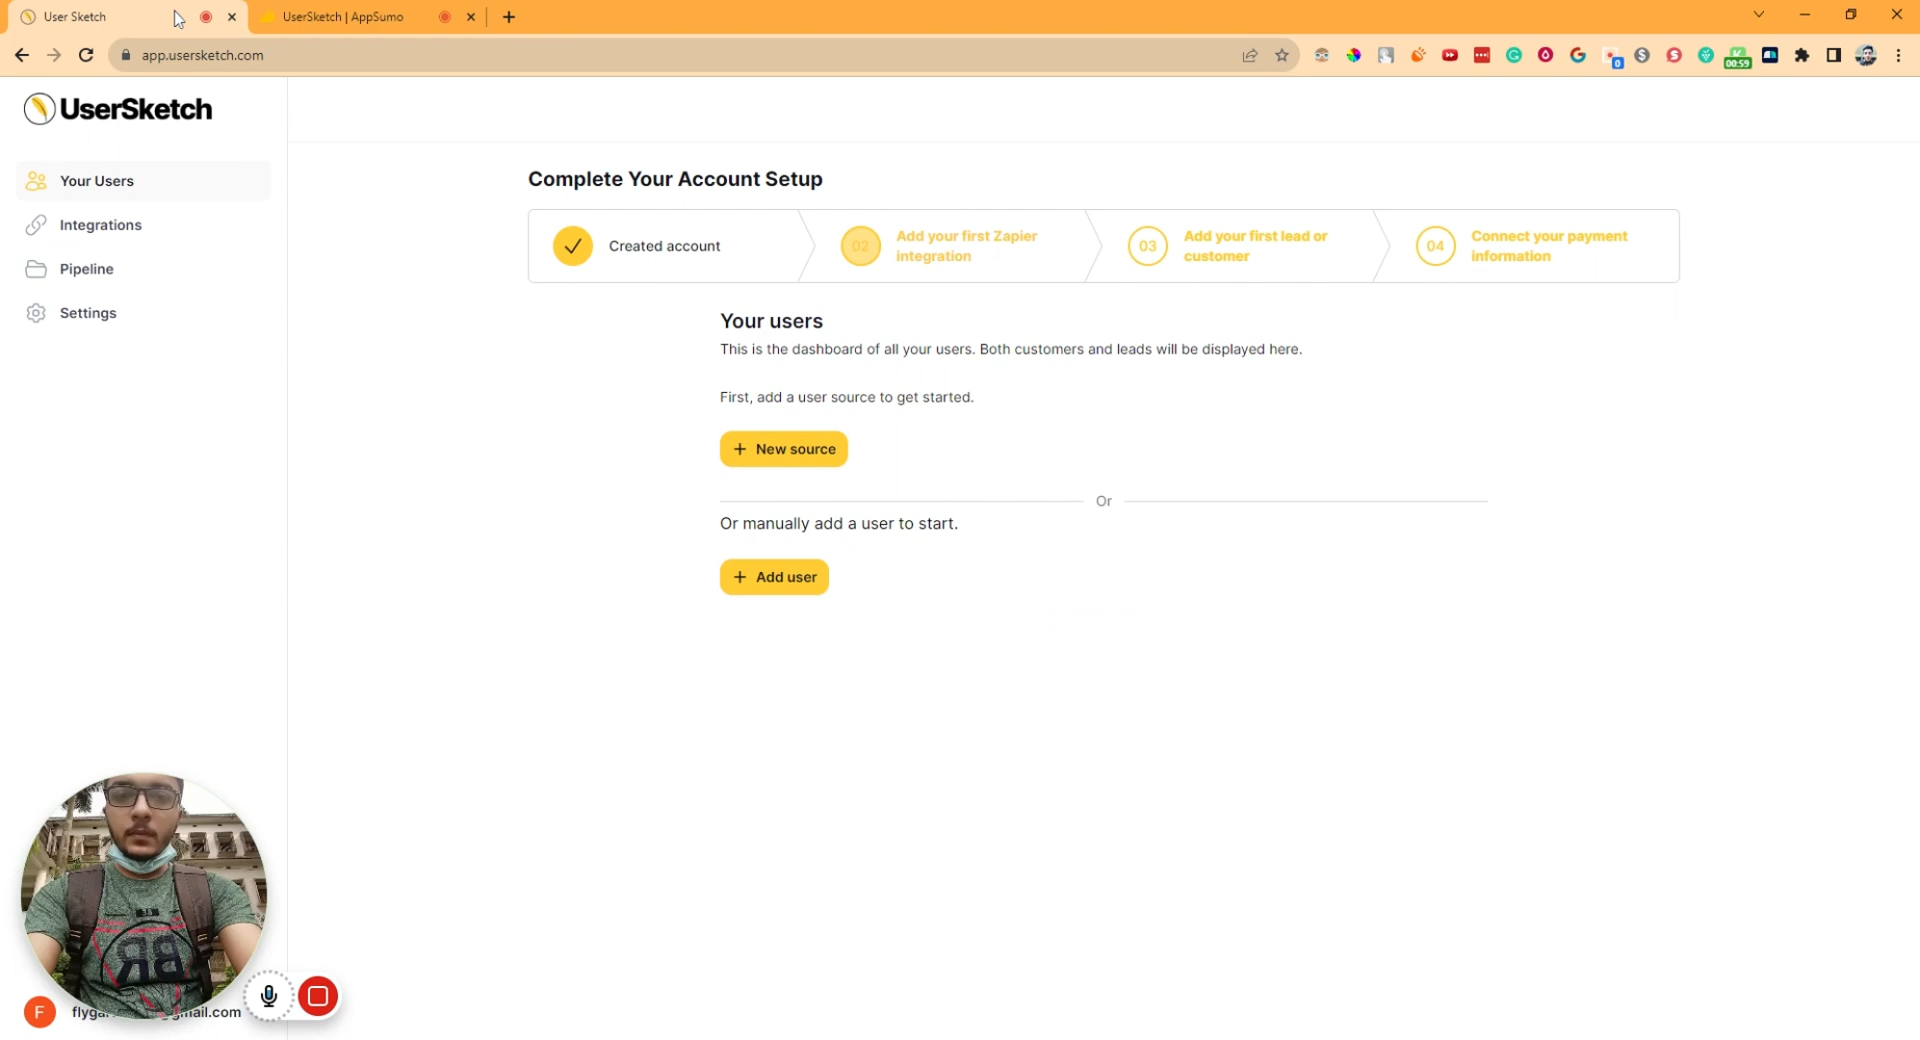 User Sketch
UserSketch | AppSumo
app.usersketch.com
0
00:59
UserSketch
Your Users
Integrations
Pipeline
Settings
Complete Your Account Setup
Created account
02
Add your first Zapier
integration
03
Add your first lead or
customer
04
Connect your payment
information
Your users
This is the dashboard of all your users. Both customers and leads will be displayed here.
First, add a user source to get started.
+ New source
Or
Or manually add a user to start.
+ Add user
F